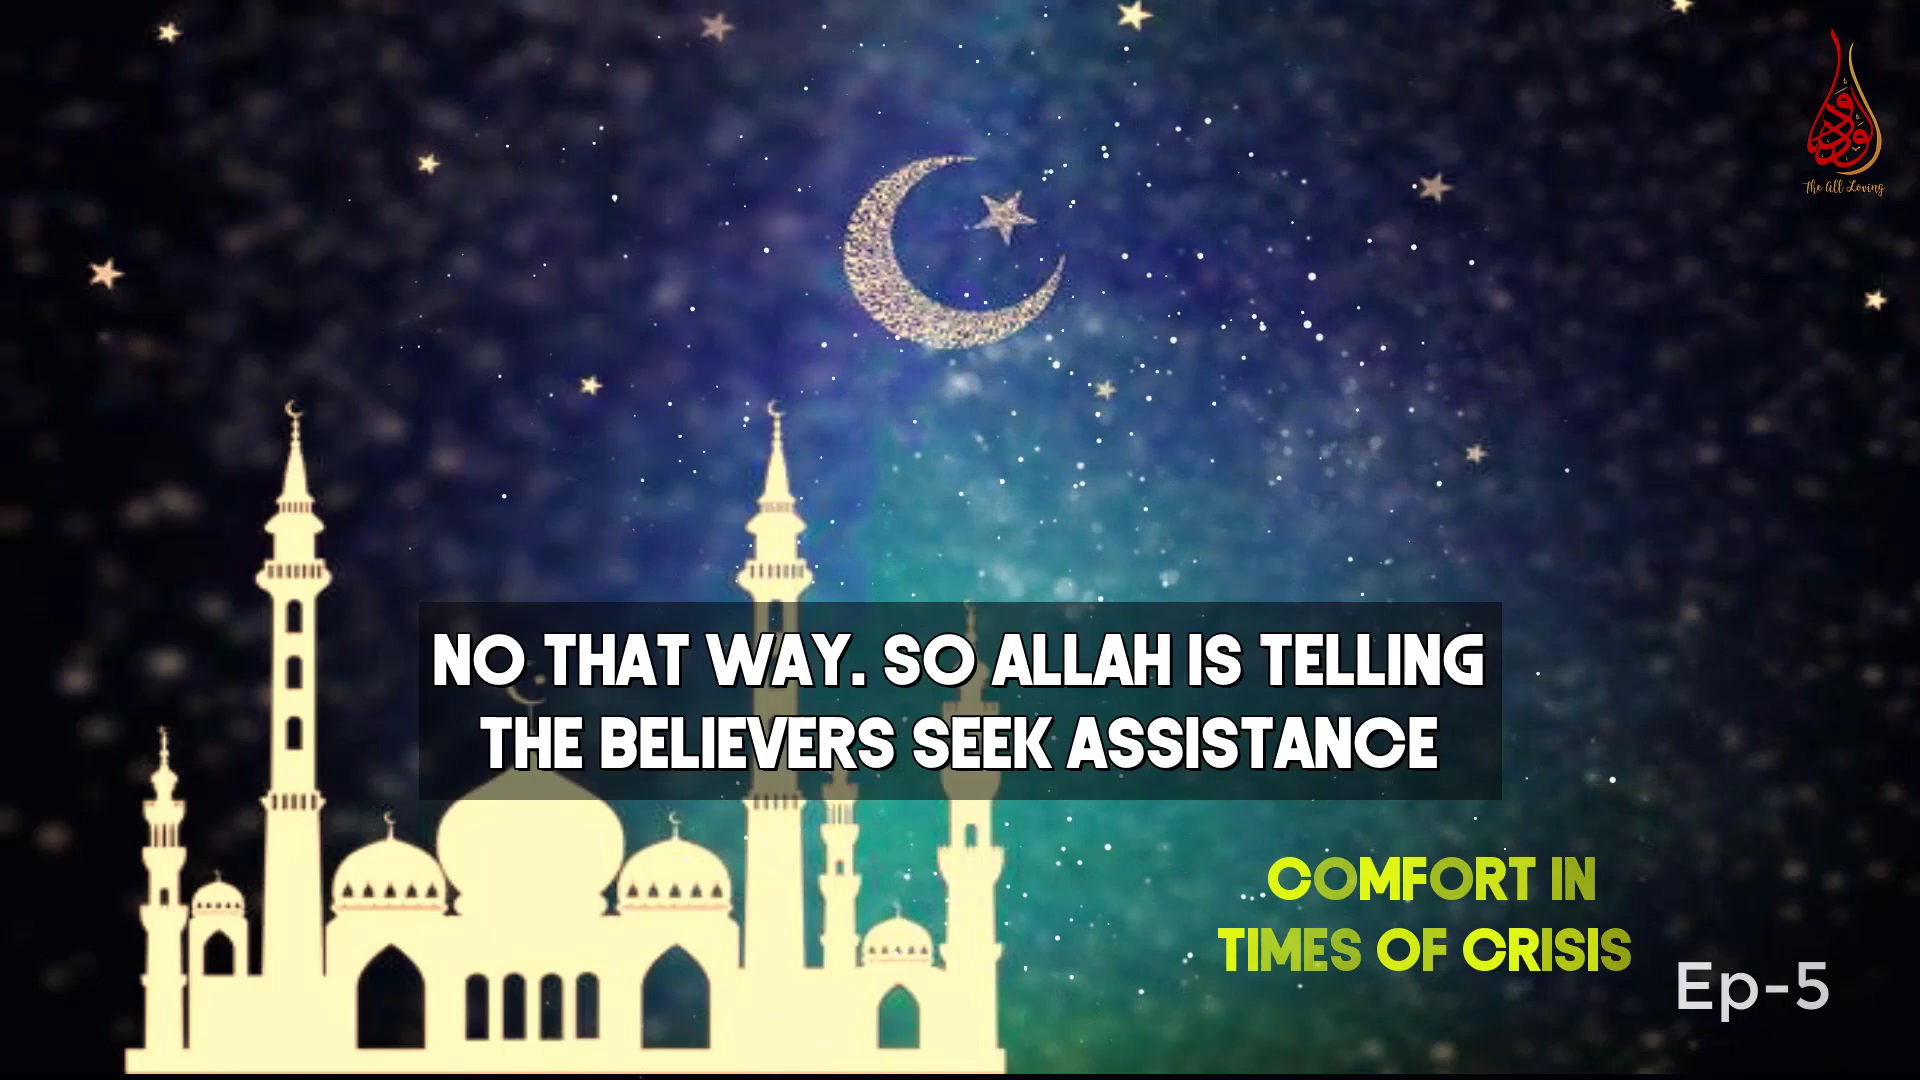 The All Loving
NO THAT WAY. SO ALLAH IS TELLING
THE BELIEVERS SEEK ASSISTANCE
COMFORT IN
TIMES OF CRISIS
Ep-5